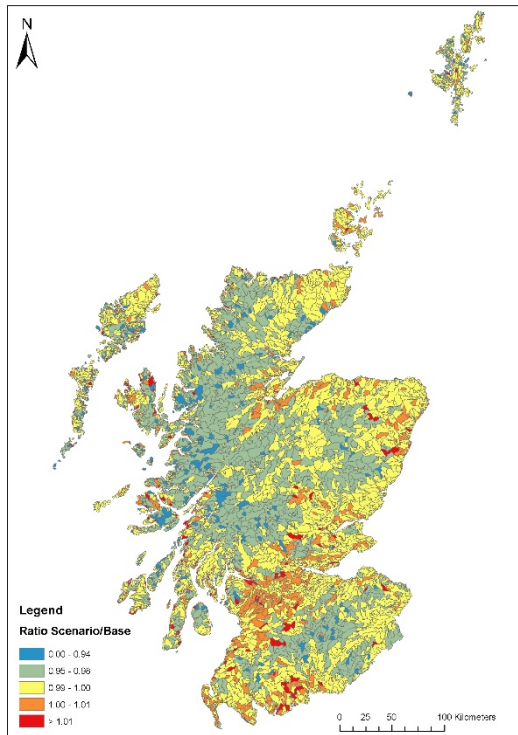 N
Legend
Ratio Scenario/Base
0.00 - 0.94
0.95 - 0.98
0.99 - 1.00
1.00 - 1.01
> 1.01
0 25 50 100 Kilometers